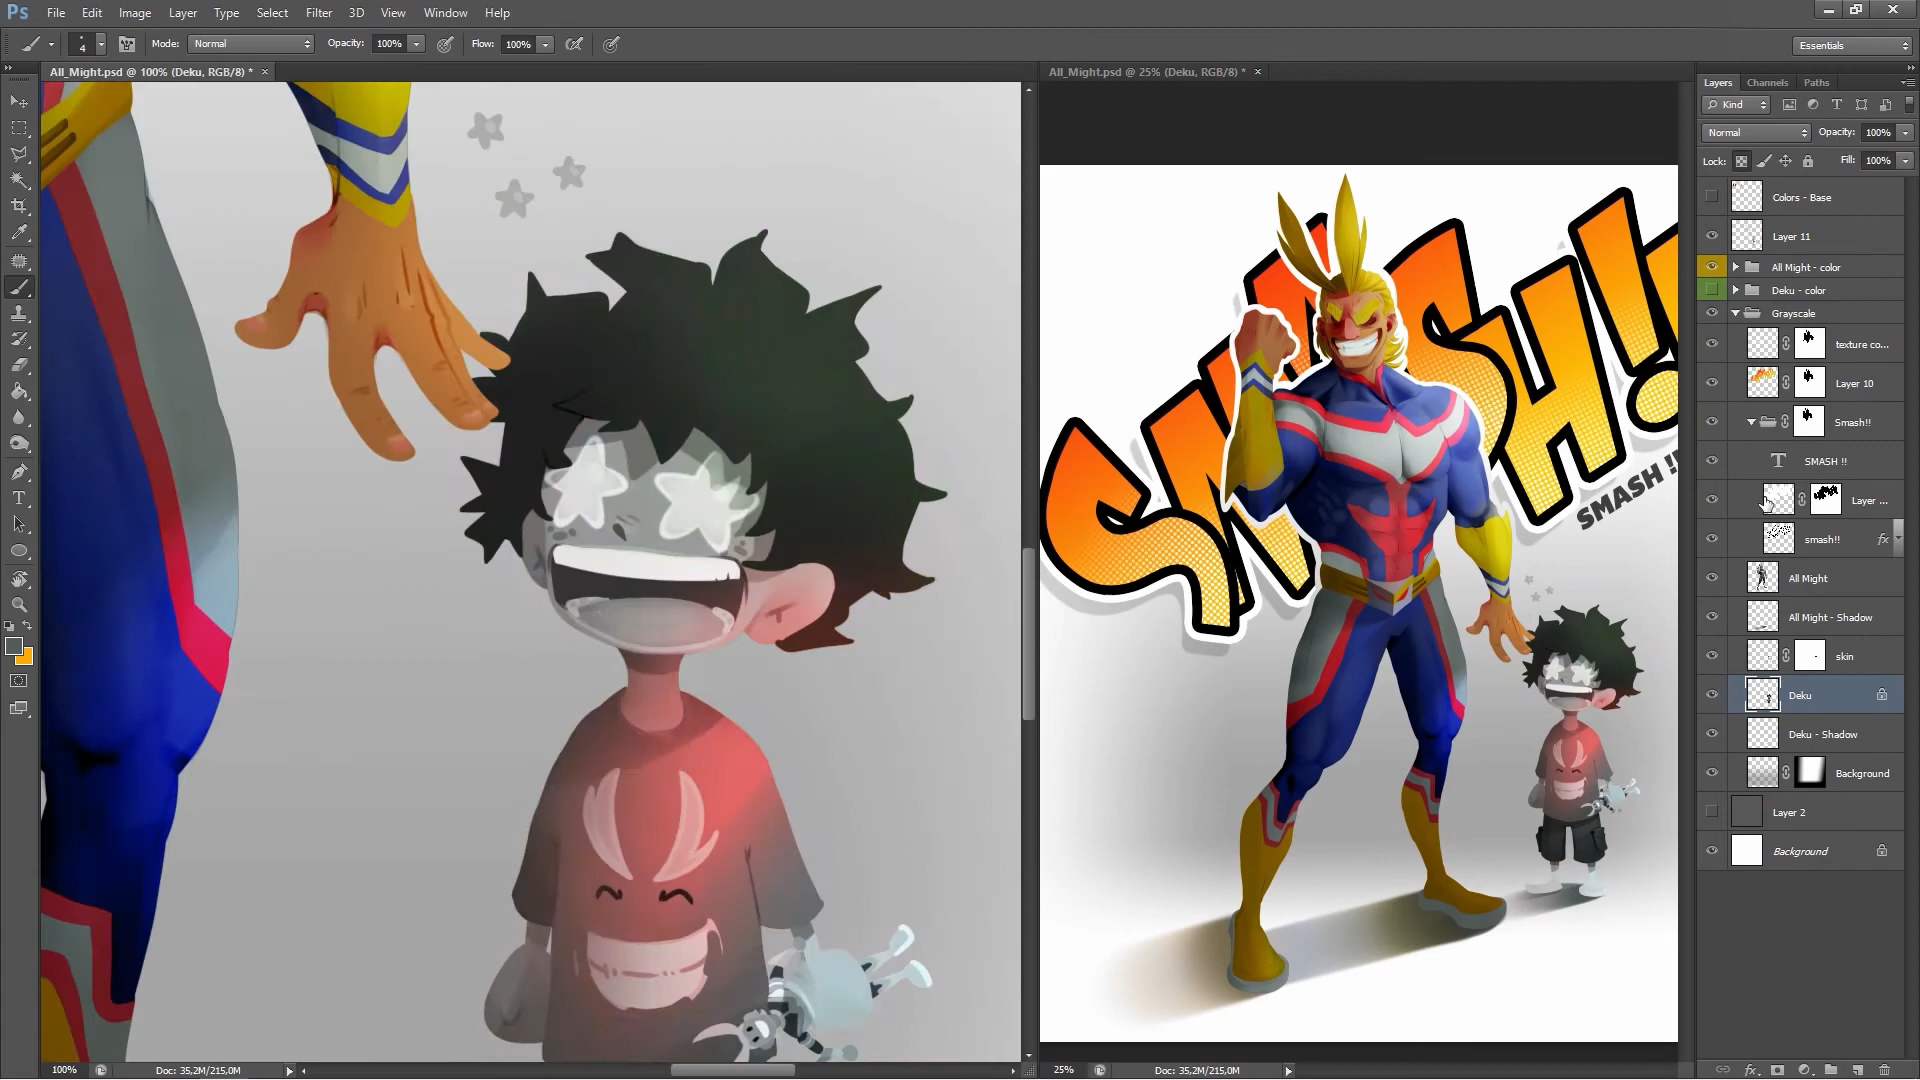 Ps File Edit Image Layer Type Select Filter 3D View Window Help
4 Mode: Normal Opacity: 100% Flow: 100% Essentials
All_Might.psd @ 100% (Deku, RGB/8) * ×
All_Might.psd @ 25% (Deku, RGB/8) * ×
Layers Channels Paths
Kind
Normal Opacity: 100%
Lock: Fill: 100%
Colors - Base
Layer 11
All Might - color
Deku - color
Grayscale
texture co...
Layer 10
Smash!!
SMASH !!
Layer ...
smash!! fx
All Might
All Might - Shadow
skin
Deku
Deku - Shadow
Background
Layer 2
Background
SMASH!!
SMASH !!
100% Doc: 35,2M/215,0M
25% Doc: 35,2M/215,0M
fx